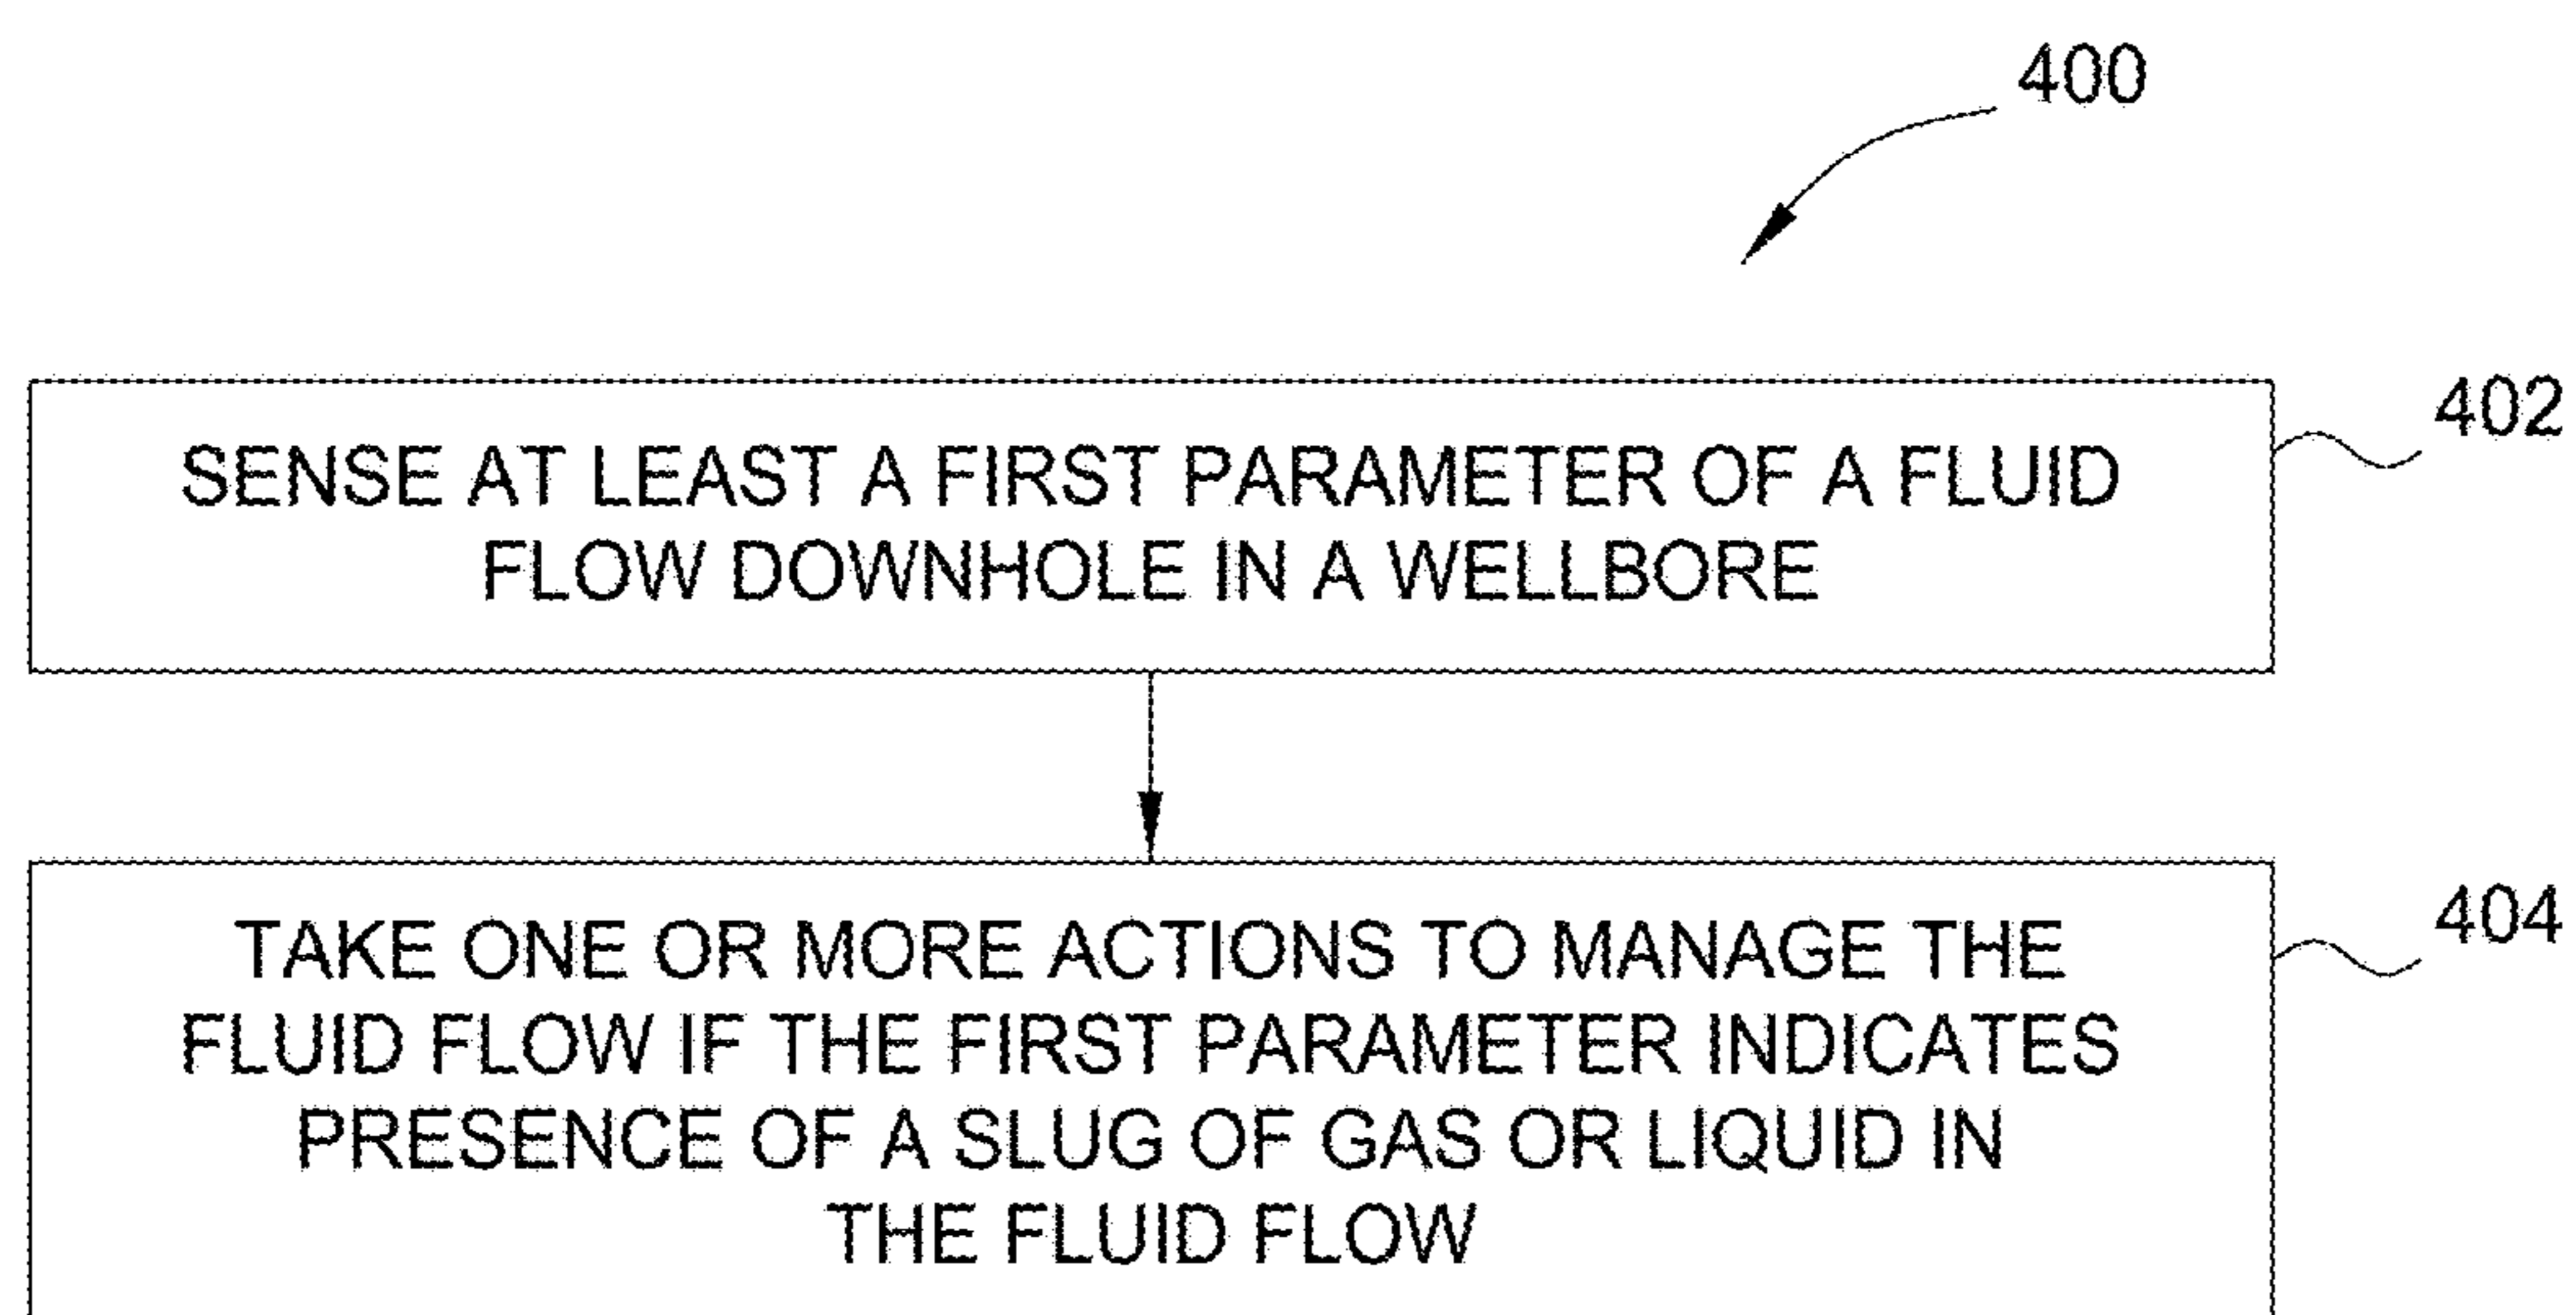 400
SENSE AT LEAST A FIRST PARAMETER OF A FLUID
FLOW DOWNHOLE IN A WELLBORE
402
TAKE ONE OR MORE ACTIONS TO MANAGE THE
FLUID FLOW IF THE FIRST PARAMETER INDICATES
PRESENCE OF A SLUG OF GAS OR LIQUID IN
THE FLUID FLOW
404